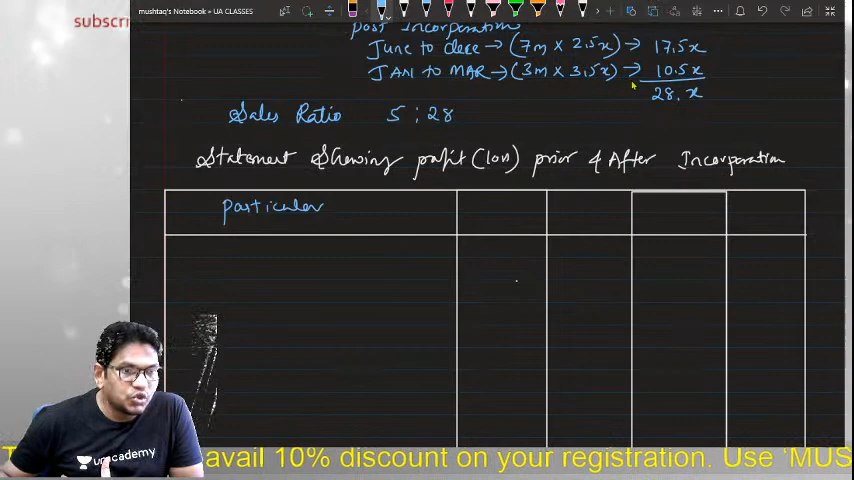 mushtaq's Notebook » UA CLASSES
subscri
post Incorporation
June to Dece → (7m X 2.5x) → 17.5x
JAN to MAR → (3m X 3.5x) → 10.5x
28.x
Sales Ratio 5 : 28
Statement Showing profit (loss) prior & After Incorporation
particular
unacademy
avail 10% discount on your registration. Use 'MUS